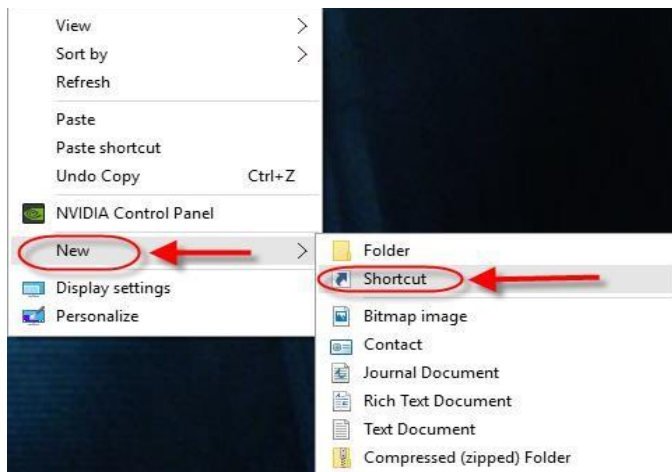 View
Sort by
Refresh
Paste
Paste shortcut
Undo Copy Ctrl+Z
NVIDIA Control Panel
New
Display settings
Personalize
Folder
Shortcut
Bitmap image
Contact
Journal Document
Rich Text Document
Text Document
Compressed (zipped) Folder